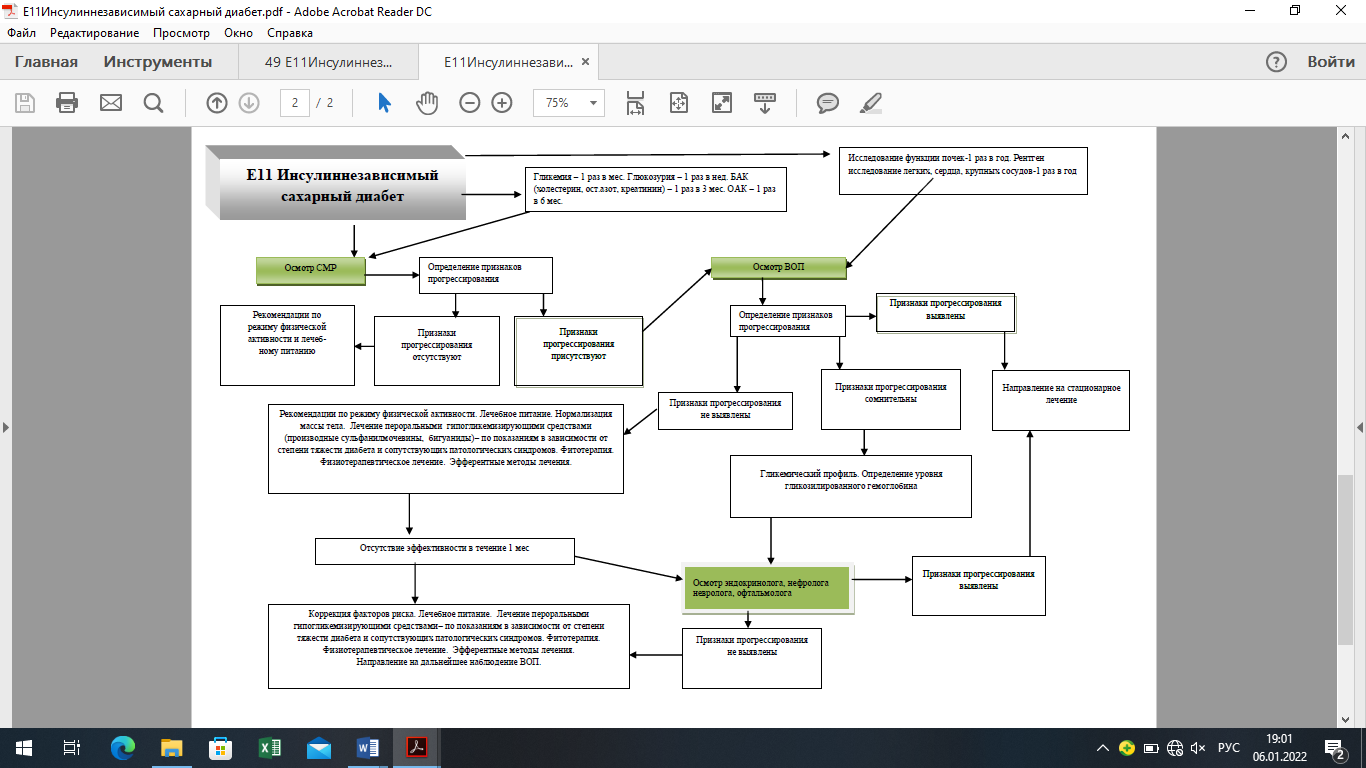 E11Инсулиннезависимый сахарный диабет.pdf - Adobe Acrobat Reader DC
Файл Редактирование Просмотр Окно Справка
Главная Инструменты 49 E11Инсулиннез... E11Инсулиннезави... ×
Войти
2 / 2 75%
E11 Инсулиннезависимый
сахарный диабет
Гликемия – 1 раз в мес. Глюкозурия – 1 раз в нед. БАК
(холестерин, ост.азот, креатинин) – 1 раз в 3 мес. ОАК – 1 раз
в 6 мес.
Исследование функции почек-1 раз в год. Рентген
исследование легких, сердца, крупных сосудов-1 раз в год
Осмотр СМР
Определение признаков
прогрессирования
Осмотр ВОП
Рекомендации по
режиму физической
активности и лечеб-
ному питанию
Признаки
прогрессирования
отсутствуют
Признаки
прогрессирования
присутствуют
Определение признаков
прогрессирования
Признаки прогрессирования
выявлены
Признаки прогрессирования
не выявлены
Признаки прогрессирования
сомнительны
Направление на стационарное
лечение
Рекомендации по режиму физической активности. Лечебное питание. Нормализация
массы тела. Лечение пероральными гипогликемизирующими средствами
(производные сульфанилмочевины, бигуаниды)– по показаниям в зависимости от
степени тяжести диабета и сопутствующих патологических синдромов. Фитотерапия.
Физиотерапевтическое лечение. Эфферентные методы лечения.
Гликемический профиль. Определение уровня
гликозилированного гемоглобина
Отсутствие эффективности в течение 1 мес
Осмотр эндокринолога, нефролога
невролога, офтальмолога
Признаки прогрессирования
выявлены
Коррекция факторов риска. Лечебное питание. Лечение пероральными
гипогликемизирующими средствами– по показаниям в зависимости от степени
тяжести диабета и сопутствующих патологических синдромов. Фитотерапия.
Физиотерапевтическое лечение. Эфферентные методы лечения.
Направление на дальнейшее наблюдение ВОП.
Признаки прогрессирования
не выявлены
РУС
19:01
06.01.2022
2